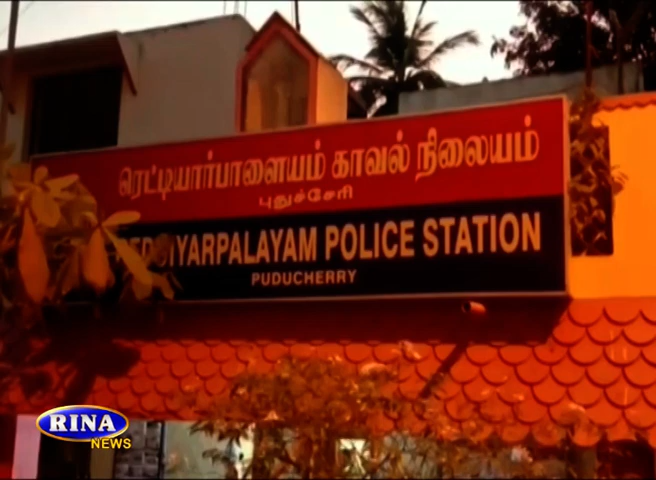 ரெட்டியார்பாளையம் காவல் நிலையம்
புதுச்சேரி
POLICE STATION
PUDUCHERRY
RINA
NEWS